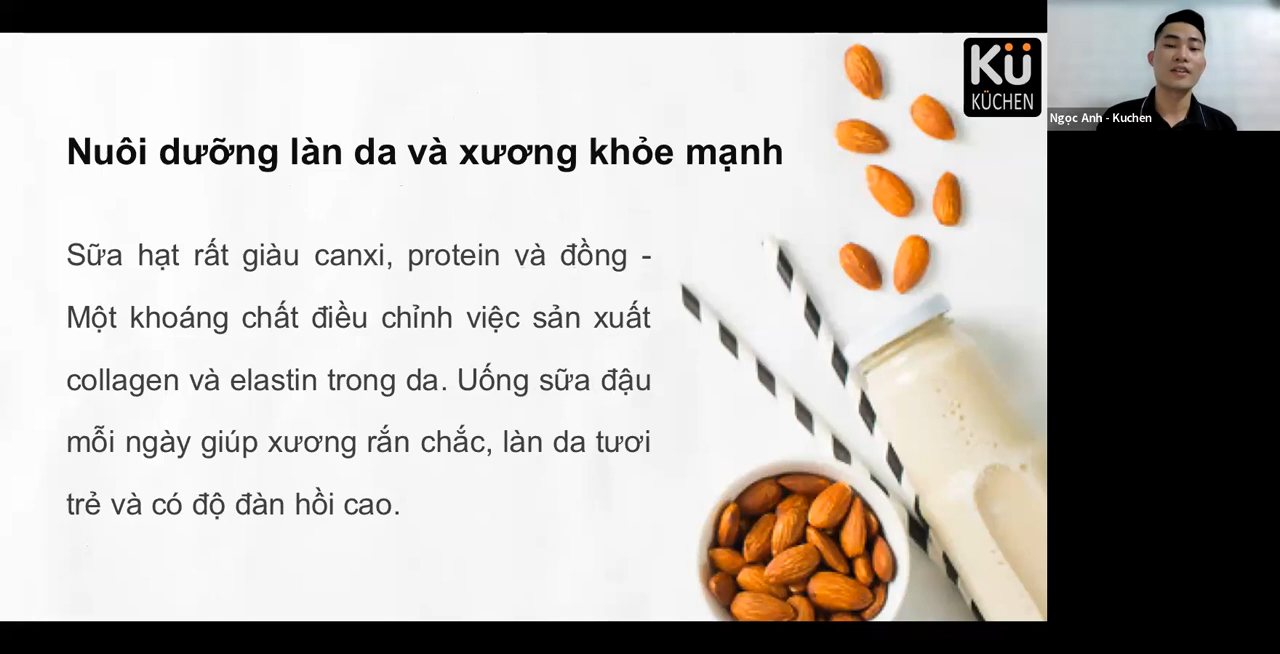 KÜ
KÜCHEN
Ngọc Anh - Kuchen
Nuôi dưỡng làn da và xương khỏe mạnh
Sữa hạt rất giàu canxi, protein và đồng -
Một khoáng chất điều chỉnh việc sản xuất
collagen và elastin trong da. Uống sữa đậu
mỗi ngày giúp xương rắn chắc, làn da tươi
trẻ và có độ đàn hồi cao.